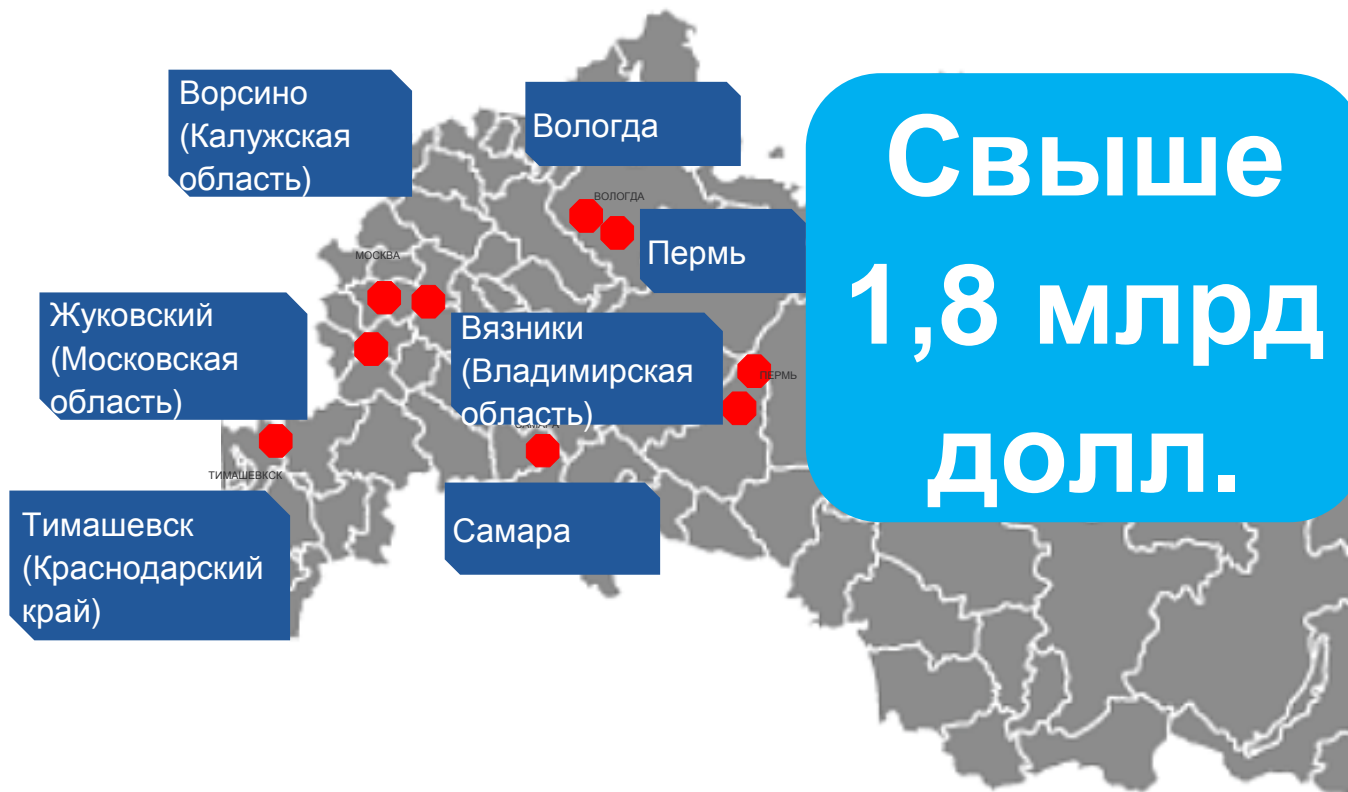 Ворсино
(Калужская
область)
Вологда
Свыше
1,8 млрд
долл.
ВОЛОГДА
Пермь
МОСКВА
Жуковский
(Московская
область)
Вязники
(Владимирская
область)
ПЕРМЬ
САМАРА
ТИМАШЕВСК
Тимашевск
(Краснодарский
край)
Самара